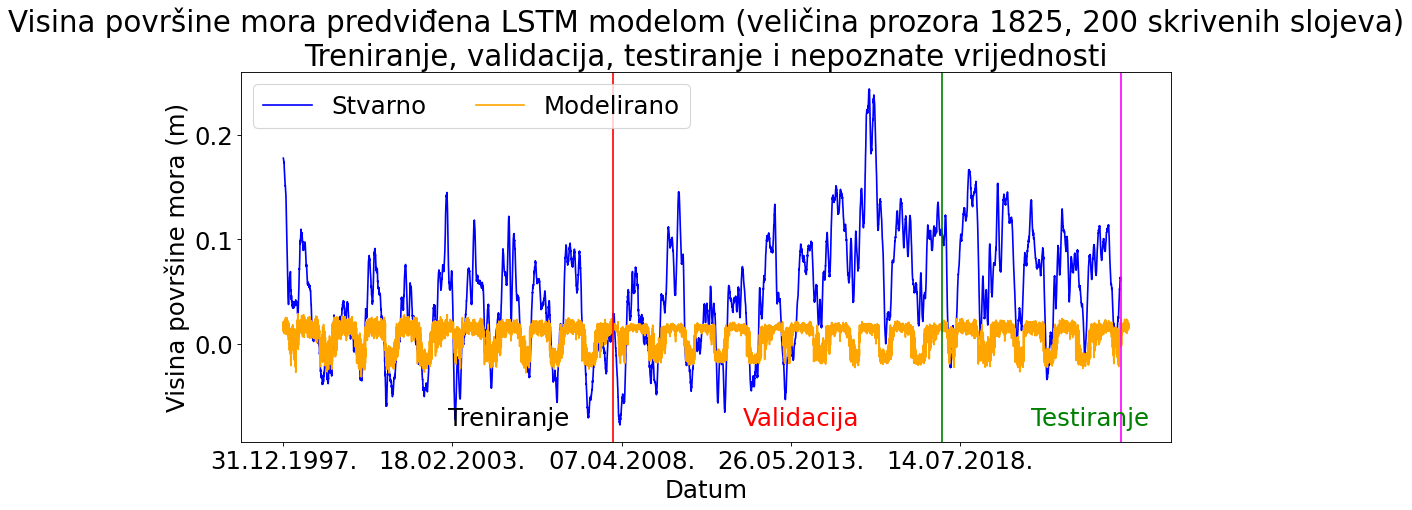 Visina površine mora predviđena LSTM modelom (veličina prozora 1825, 200 skrivenih slojeva)
Treniranje, validacija, testiranje i nepoznate vrijednosti
Stvarno Modelirano
Visina površine mora (m)
0.2
0.1
0.0
Treniranje Validacija Testiranje
31.12.1997. 18.02.2003. 07.04.2008. 26.05.2013. 14.07.2018.
Datum